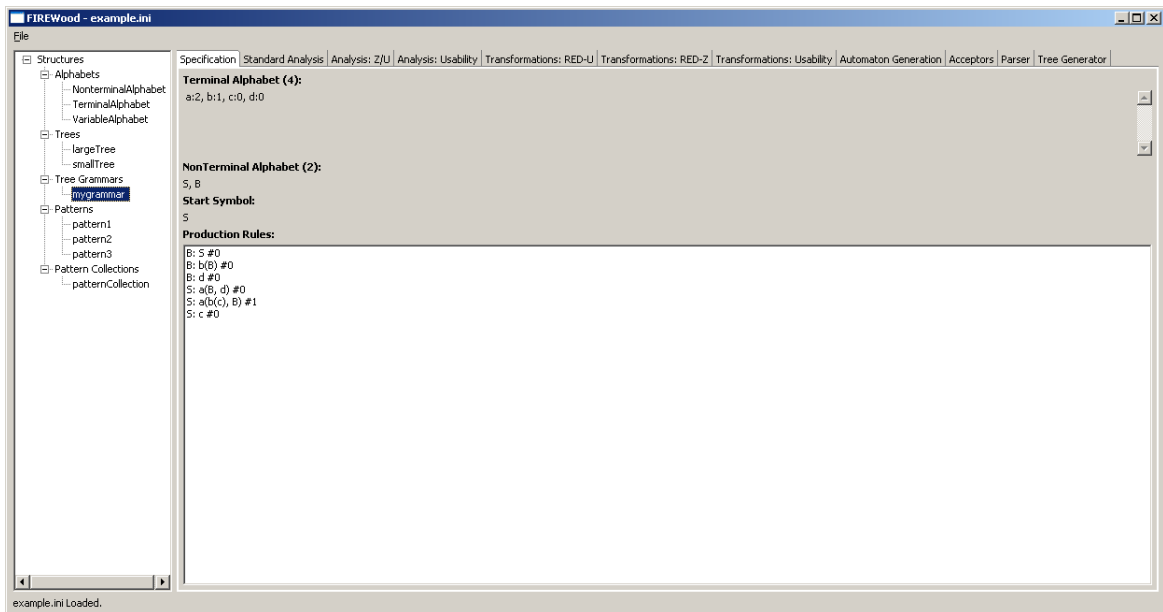 FIREWood - example.ini
File
Structures
Alphabets
NonterminalAlphabet
TerminalAlphabet
VariableAlphabet
Trees
largeTree
smallTree
Tree Grammars
mygrammar
Patterns
pattern1
pattern2
pattern3
Pattern Collections
patternCollection
Specification Standard Analysis Analysis: Z/U Analysis: Usability Transformations: RED-U Transformations: RED-Z Transformations: Usability Automaton Generation Acceptors Parser Tree Generator
Terminal Alphabet (4):
a:2, b:1, c:0, d:0
NonTerminal Alphabet (2):
S, B
Start Symbol:
S
Production Rules:
B: S #0
B: b(B) #0
B: d #0
S: a(B, d) #0
S: a(b(c), B) #1
S: c #0
example.ini Loaded.